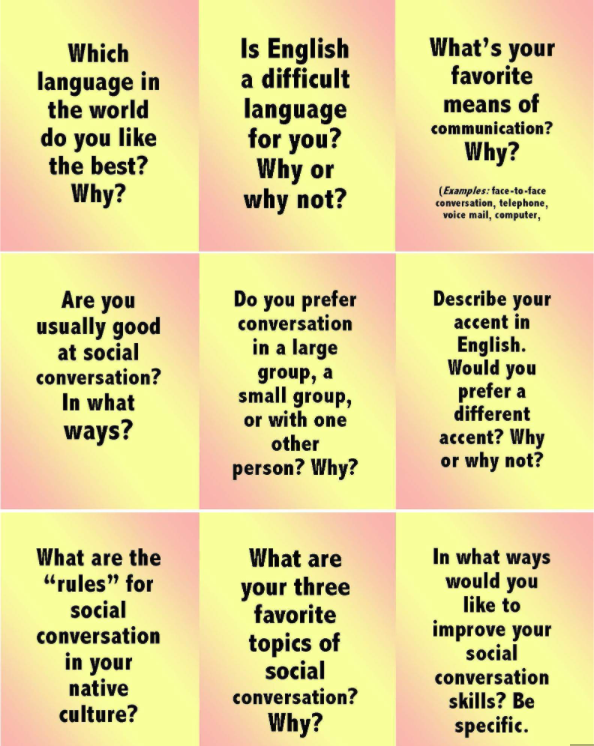 Which
language in
the world
do you like
the best?
Why?
Is English
a difficult
language
for you?
Why or
why not?
What's your
favorite
means of
communication?
Why?
(Examples: face-to-face
conversation, telephone,
voice mail, computer,
Are you
usually good
at social
conversation?
In what
ways?
Do you prefer
conversation
in a large
group, a
small group,
or with one
other
person? Why?
Describe your
accent in
English.
Would you
prefer a
different
accent? Why
or why not?
What are the
“rules” for
social
conversation
in your
native
culture?
What are
your three
favorite
topics of
social
conversation?
Why?
In what ways
would you
like to
improve your
social
conversation
skills? Be
specific.